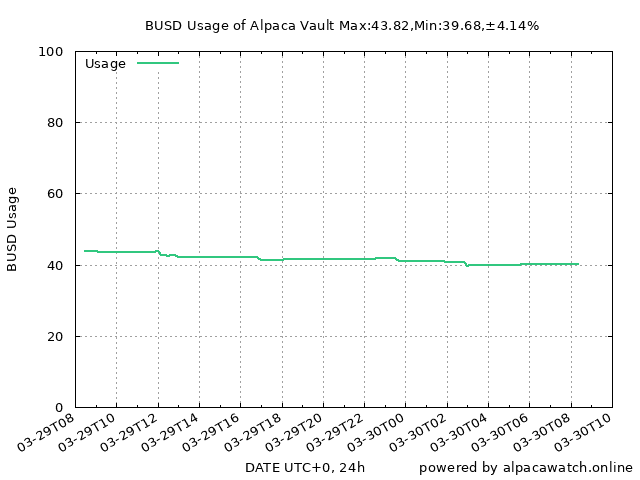 BUSD Usage of Alpaca Vault Max:43.82,Min:39.68,±4.14%
100
Usage
80
60
BUSD Usage
40
20
0
03-29T08 03-29T10 03-29T12 03-29T14 03-29T16 03-29T18 03-29T20 03-29T22 03-30T00 03-30T02 03-30T04 03-30T06 03-30T08 03-30T10
DATE UTC+0, 24h powered by alpacawatch.online